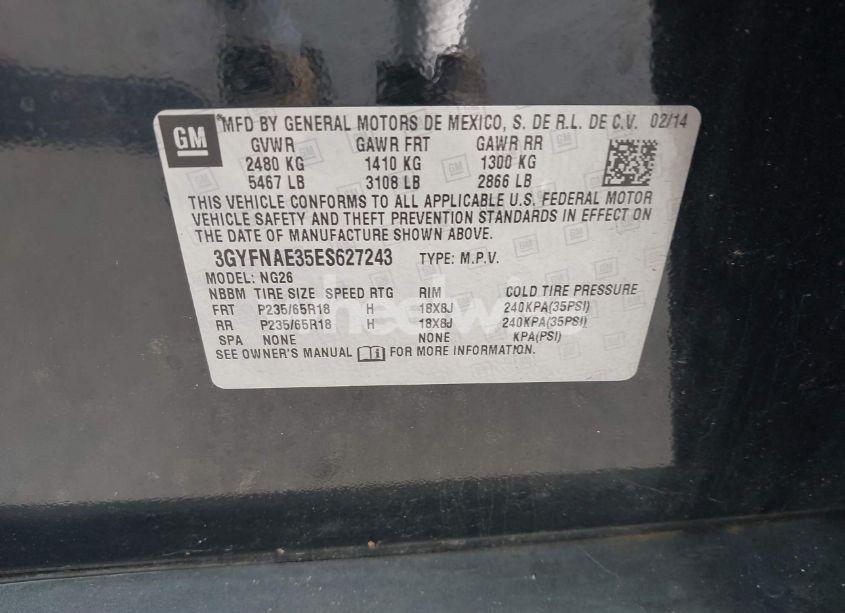 GM
MFD BY GENERAL MOTORS DE MEXICO, S. DE R.L. DE C.V. 02/14
GVWR GAWR FRT GAWR RR
2480 KG 1410 KG 1300 KG
5467 LB 3108 LB 2866 LB
THIS VEHICLE CONFORMS TO ALL APPLICABLE U.S. FEDERAL MOTOR
VEHICLE SAFETY AND THEFT PREVENTION STANDARDS IN EFFECT ON
THE DATE OF MANUFACTURE SHOWN ABOVE.
3GYFNAE35ES627243 TYPE: M.P.V.
MODEL: NG26
NBBM TIRE SIZE SPEED RTG RIM COLD TIRE PRESSURE
FRT P235/65R18 H 18X8J 240KPA(35PSI)
RR P235/65R18 H 18X8J 240KPA(35PSI)
SPA NONE NONE KPA(PSI)
SEE OWNER'S MANUAL FOR MORE INFORMATION.